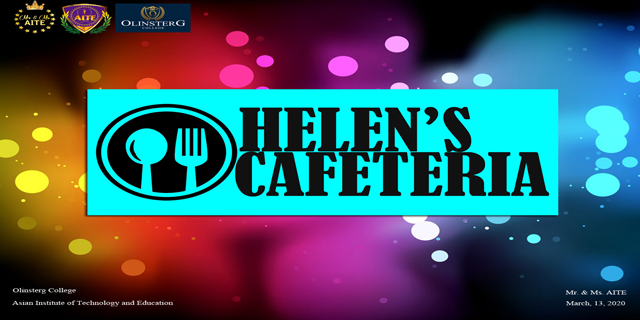 Mr. & Ms.
AITE
AITE
OLINSTERG
COLLEGE
HELEN'S
CAFETERIA
Olinsterg College
Asian Institute of Technology and Education
Mr. & Ms. AITE
March, 13, 2020